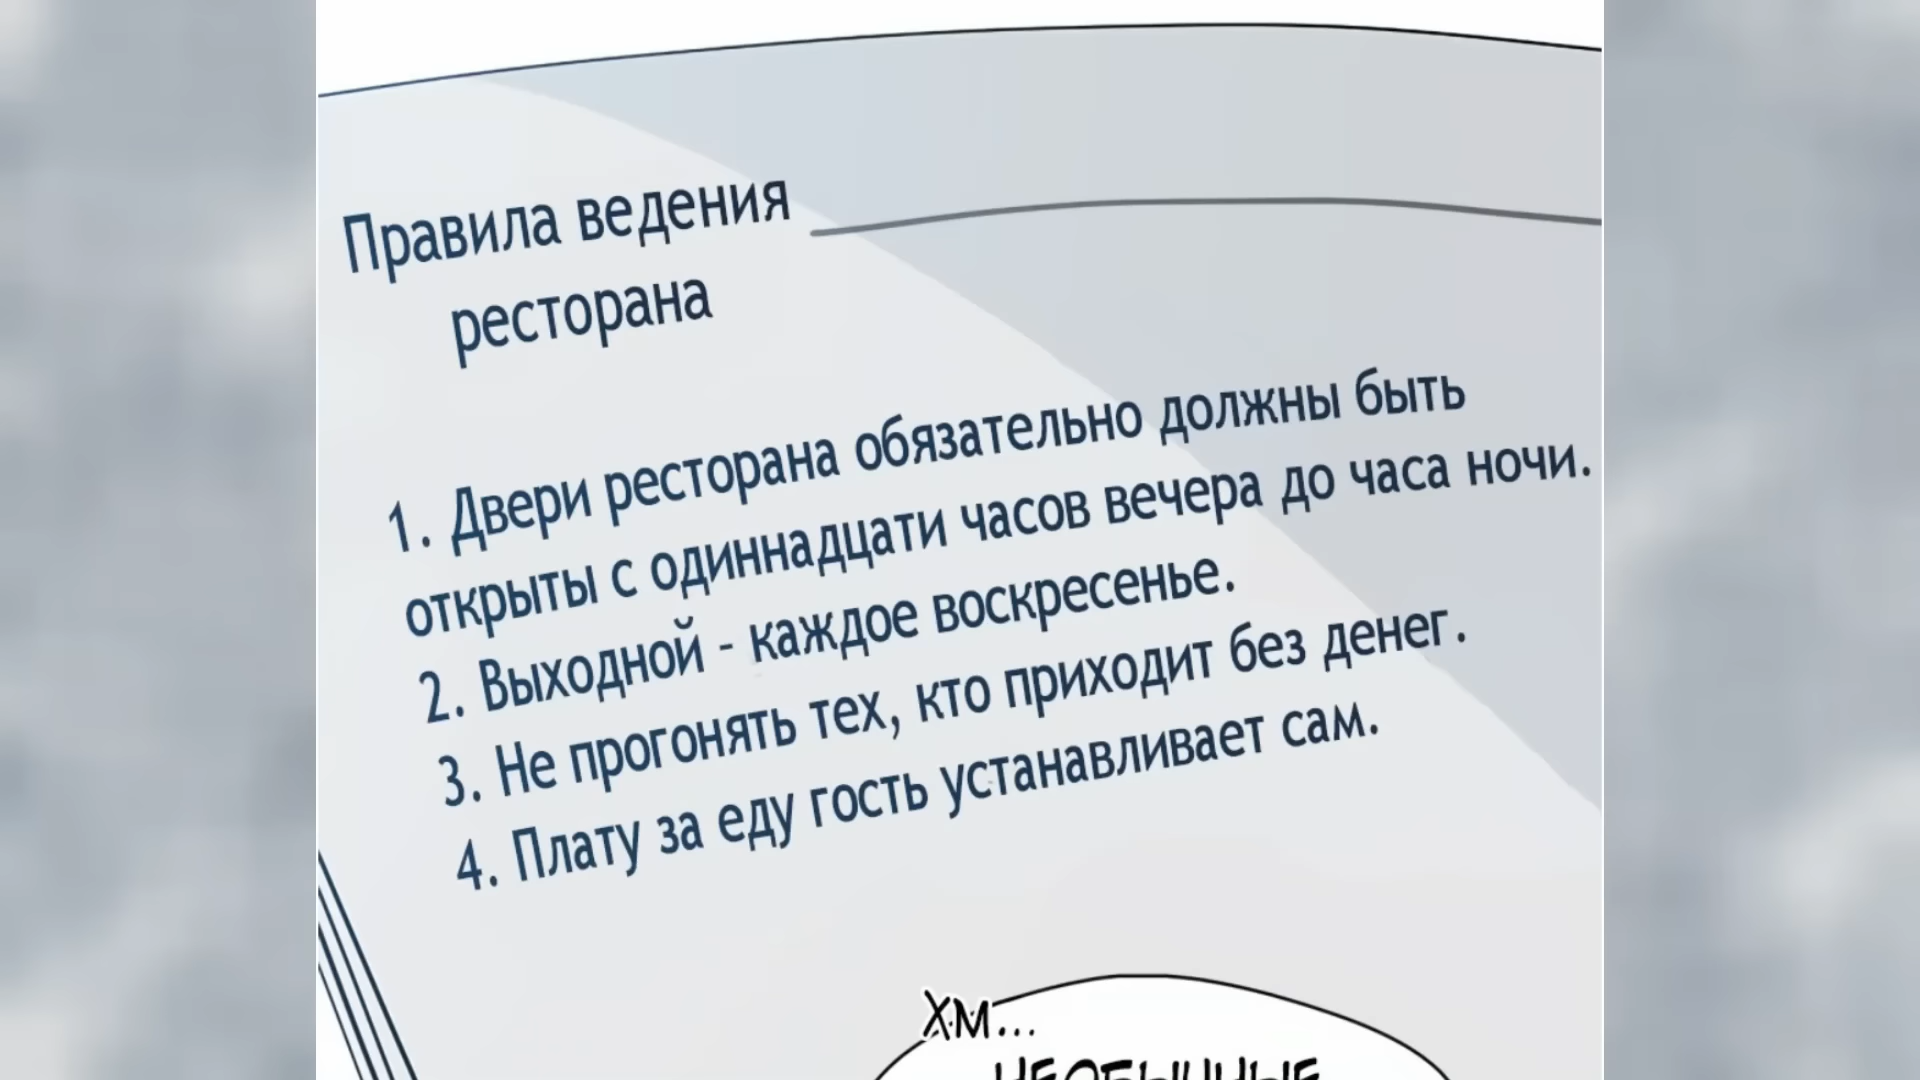 Правила ведения
ресторана
1. Двери ресторана обязательно должны быть
открыты с одиннадцати часов вечера до часа ночи.
2. Выходной - каждое воскресенье.
3. Не прогонять тех, кто приходит без денег.
4. Плату за еду гость устанавливает сам.
ХМ...
НЕОБЫЧНЫЕ